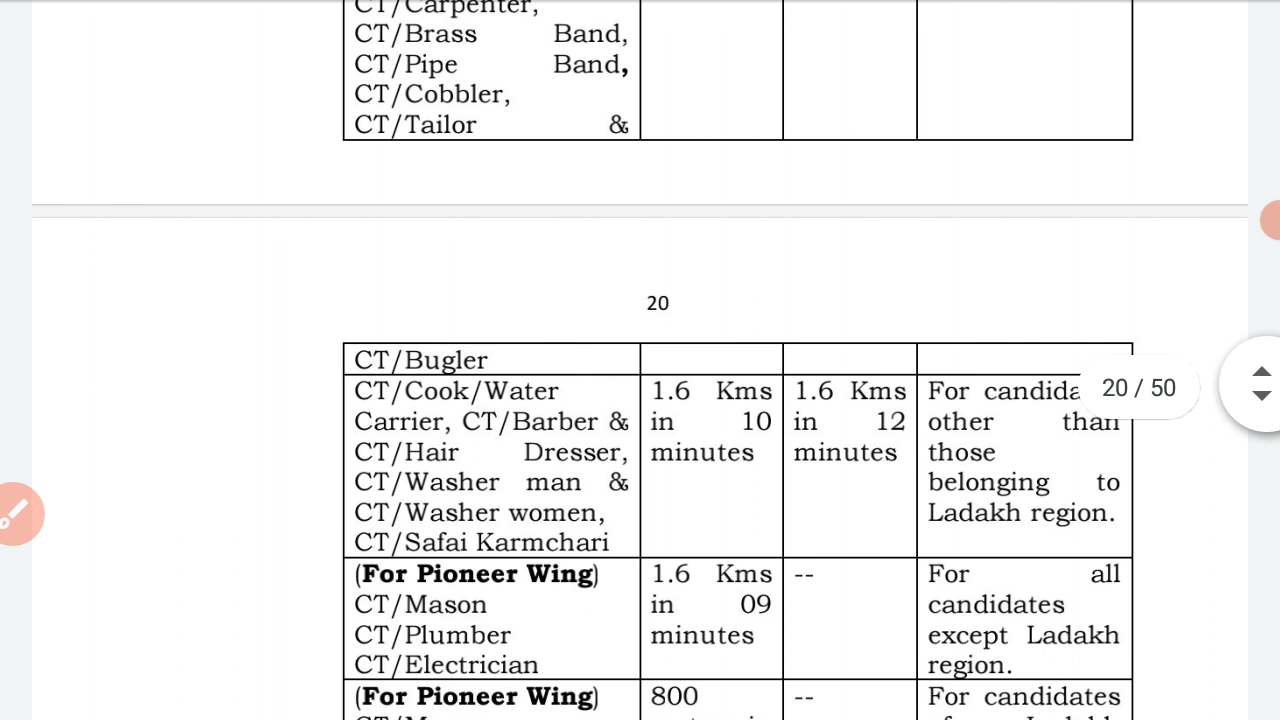 CT/Carpenter,
CT/Brass Band,
CT/Pipe Band,
CT/Cobbler,
CT/Tailor &
20
CT/Bugler
CT/Cook/Water
Carrier, CT/Barber &
CT/Hair Dresser,
CT/Washer man &
CT/Washer women,
CT/Safai Karmchari
1.6 Kms
in 10
minutes
1.6 Kms
in 12
minutes
For
other than
those
belonging to
Ladakh region.
20 / 50
(For Pioneer Wing)
CT/Mason
CT/Plumber
CT/Electrician
1.6 Kms
in 09
minutes
--
For all
candidates
except Ladakh
region.
(For Pioneer Wing)
800
--
For candidates